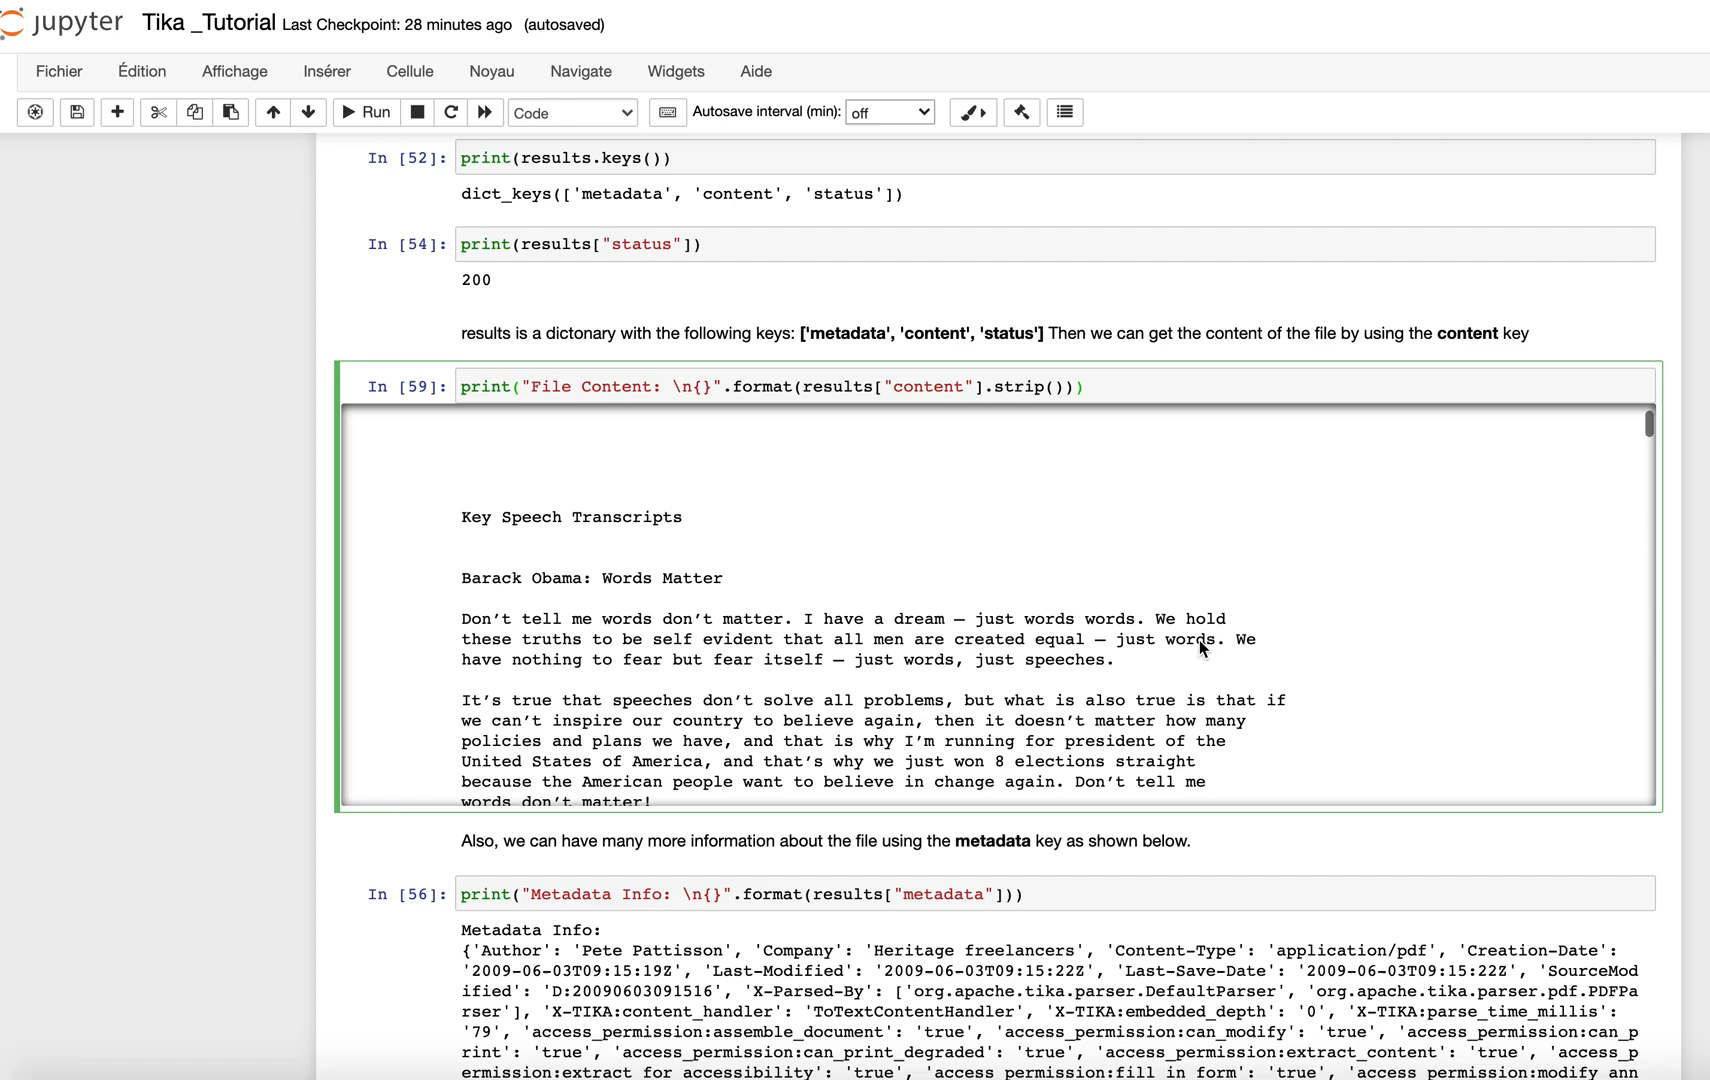 jupyter Tika _Tutorial Last Checkpoint: 28 minutes ago (autosaved)
Fichier Édition Affichage Insérer Cellule Noyau Navigate Widgets Aide
Run Code Autosave interval (min): off
In [52]: print(results.keys())
dict_keys(['metadata', 'content', 'status'])
In [54]: print(results["status"])
200
results is a dictonary with the following keys: ['metadata', 'content', 'status'] Then we can get the content of the file by using the content key
In [59]: print("File Content: \n{}".format(results["content"].strip()))
Key Speech Transcripts
Barack Obama: Words Matter
Don’t tell me words don’t matter. I have a dream – just words words. We hold
these truths to be self evident that all men are created equal – just words. We
have nothing to fear but fear itself – just words, just speeches.
It’s true that speeches don’t solve all problems, but what is also true is that if
we can’t inspire our country to believe again, then it doesn’t matter how many
policies and plans we have, and that is why I’m running for president of the
United States of America, and that’s why we just won 8 elections straight
because the American people want to believe in change again. Don’t tell me
words don’t matter!
Also, we can have many more information about the file using the metadata key as shown below.
In [56]: print("Metadata Info: \n{}".format(results["metadata"]))
Metadata Info:
{'Author': 'Pete Pattisson', 'Company': 'Heritage freelancers', 'Content-Type': 'application/pdf', 'Creation-Date':
'2009-06-03T09:15:19Z', 'Last-Modified': '2009-06-03T09:15:22Z', 'Last-Save-Date': '2009-06-03T09:15:22Z', 'SourceMod
ified': 'D:20090603091516', 'X-Parsed-By': ['org.apache.tika.parser.DefaultParser', 'org.apache.tika.parser.pdf.PDFPa
rser'], 'X-TIKA:content_handler': 'ToTextContentHandler', 'X-TIKA:embedded_depth': '0', 'X-TIKA:parse_time_millis':
'79', 'access_permission:assemble_document': 'true', 'access_permission:can_modify': 'true', 'access_permission:can_p
rint': 'true', 'access_permission:can_print_degraded': 'true', 'access_permission:extract_content': 'true', 'access_p
ermission:extract_for_accessibility': 'true', 'access_permission:fill_in_form': 'true', 'access_permission:modify_ann